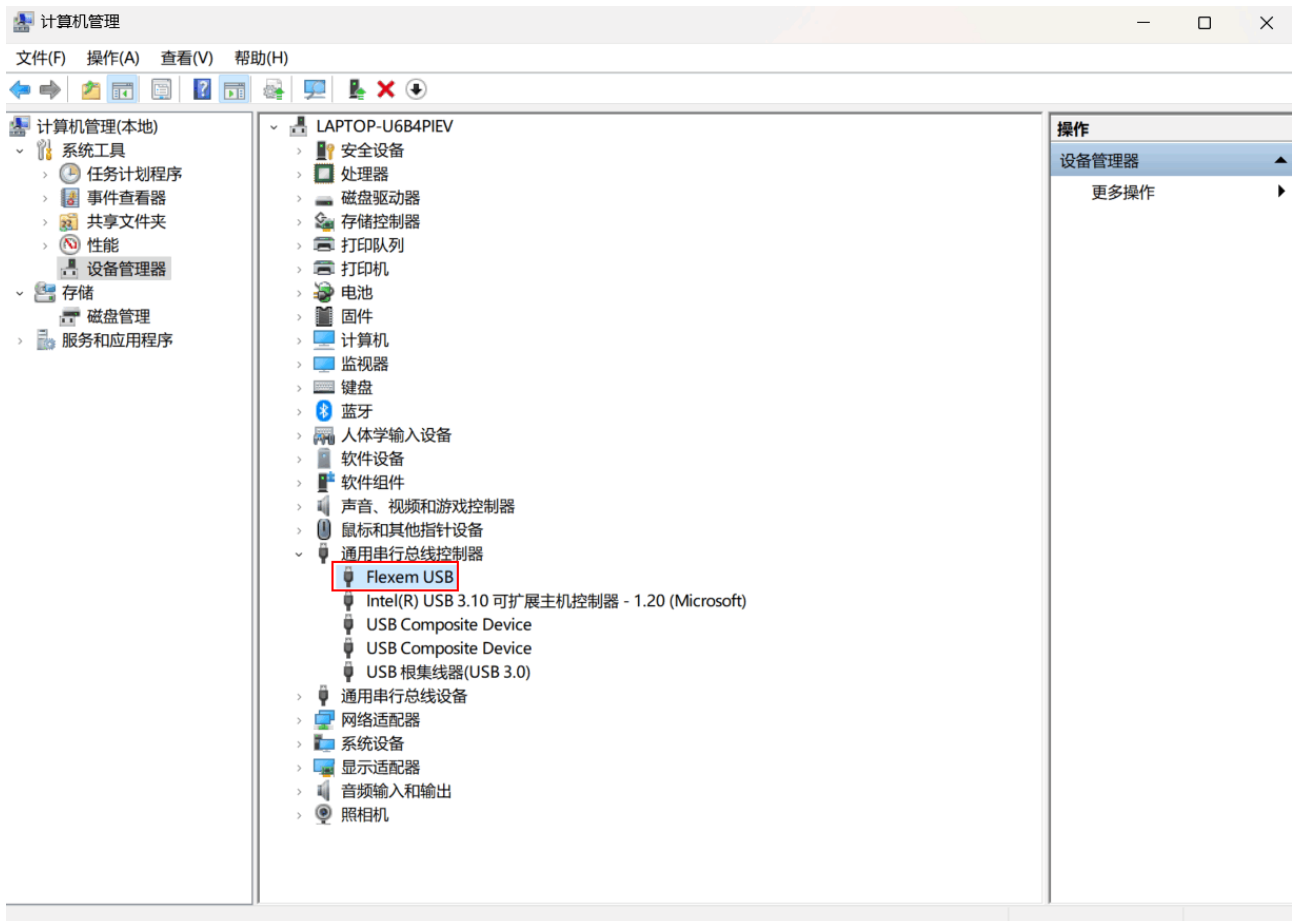 计算机管理
文件(F) 操作(A) 查看(V) 帮助(H)
计算机管理(本地)
系统工具
任务计划程序
事件查看器
共享文件夹
性能
设备管理器
存储
磁盘管理
服务和应用程序
LAPTOP-U6B4PIEV
安全设备
处理器
磁盘驱动器
存储控制器
打印队列
打印机
电池
固件
计算机
监视器
键盘
蓝牙
人体学输入设备
软件设备
软件组件
声音、视频和游戏控制器
鼠标和其他指针设备
通用串行总线控制器
Flexem USB
Intel(R) USB 3.10 可扩展主机控制器 - 1.20 (Microsoft)
USB Composite Device
USB Composite Device
USB 根集线器(USB 3.0)
通用串行总线设备
网络适配器
系统设备
显示适配器
音频输入和输出
照相机
操作
设备管理器
更多操作